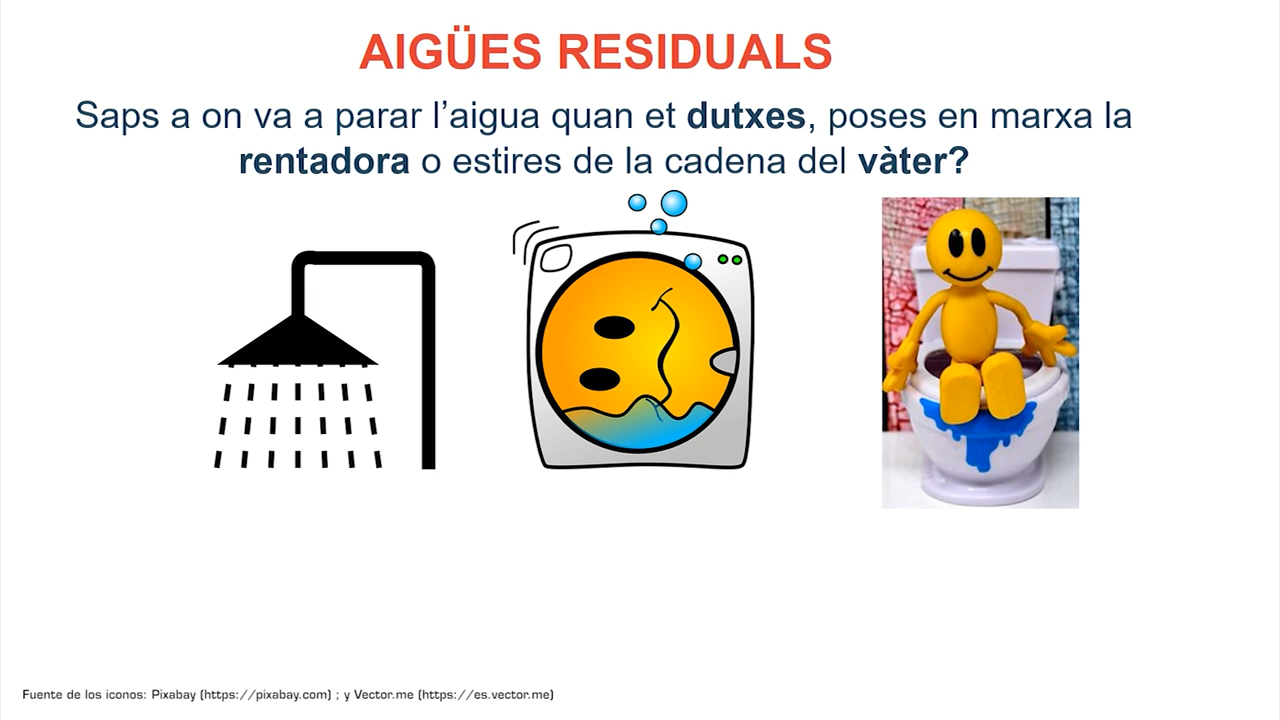 AIGÜES RESIDUALS
Saps a on va a parar l’aigua quan et dutxes, poses en marxa la
rentadora o estires de la cadena del vàter?
Fuente de los iconos: Pixabay (https://pixabay.com) ; y Vector.me (https://es.vector.me)